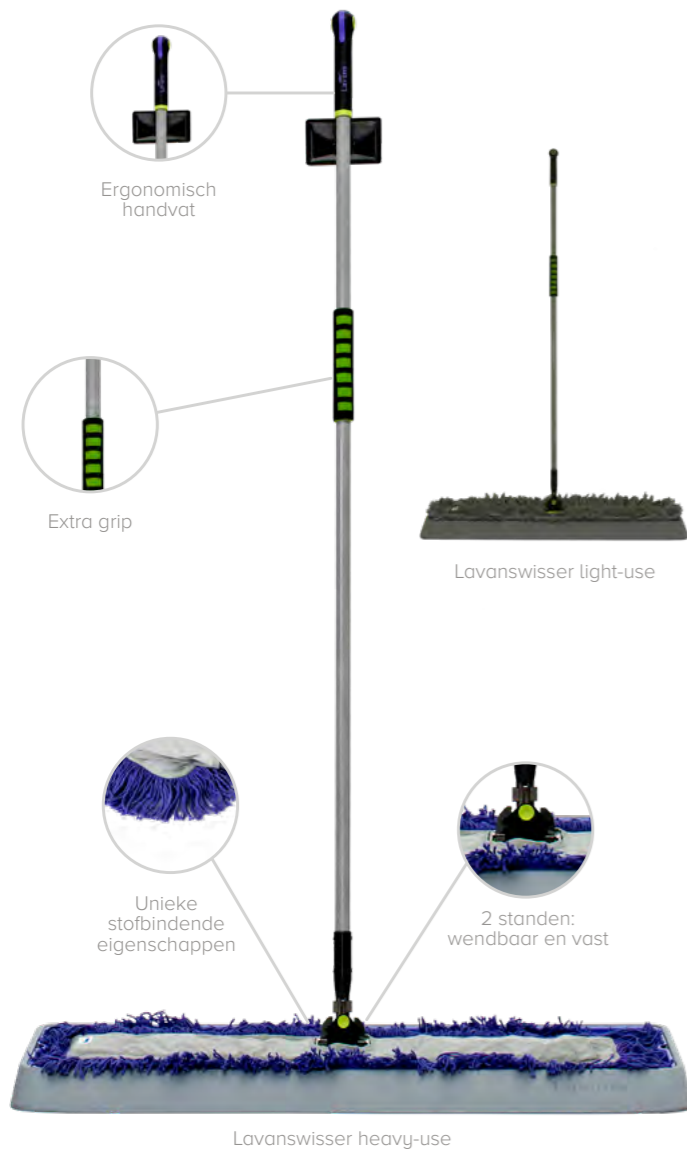 Ergonomisch
handvat
Extra grip
Lavanswisser light-use
Unieke
stofbindende
eigenschappen
2 standen:
wendbaar en vast
Lavanswisser heavy-use